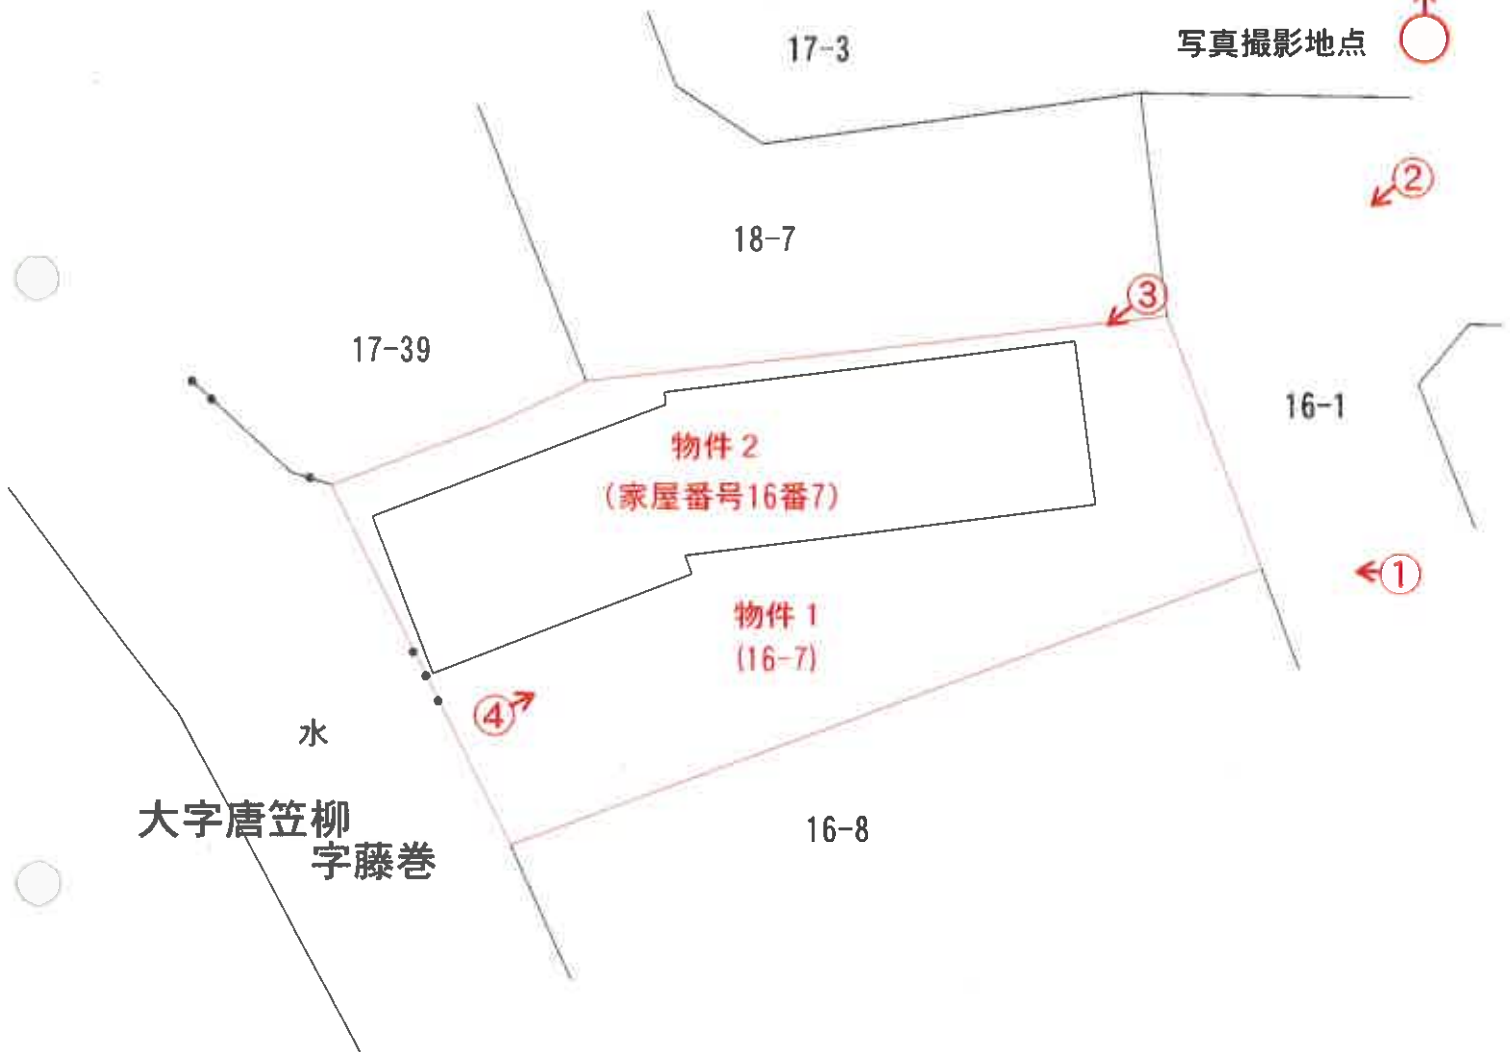 17-3
写真撮影地点
②
18-7
③
17-39
16-1
物件2
(家屋番号16番7)
①
物件1
(16-7)
④
水
大字唐笠柳
字藤巻
16-8